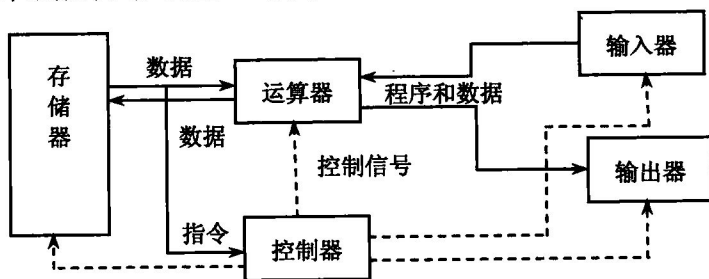 存储器
数据
数据
指令
运算器
控制信号
控制器
程序和数据
输入器
输出器